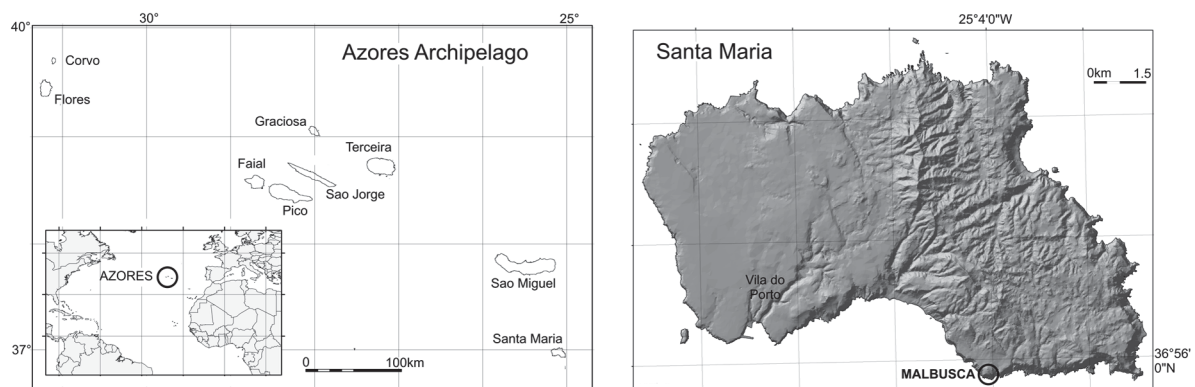 30°
25°
40°
Azores Archipelago
Corvo
Flores
Graciosa
Terceira
Faial
Sao Jorge
Pico
AZORES
Sao Miguel
Santa Maria
37°
0
100km
25°4'0"W
Santa Maria
0km 1.5
Vila do
Porto
MALBUSCA
36°56'
0"N